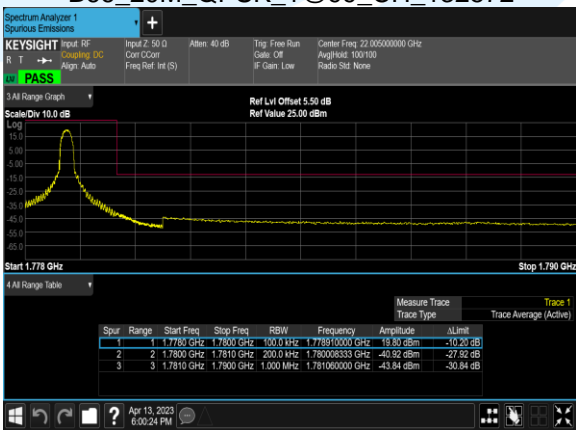 Spectrum Analyzer 1
Spurious Emissions
KEYSIGHT Input: RF Input Z: 50 Ω Atten: 40 dB Trig: Free Run Center Freq: 22.005000000 GHz
R T Coupling: DC Corr CCorr Gate: Off Avg|Hold: 100/100
Align: Auto Freq Ref: Int (S) IF Gain: Low Radio Std: None
PASS
3 All Range Graph
Ref Lvl Offset 5.50 dB
Scale/Div 10.0 dB Ref Value 25.00 dBm
Log
15.0
5.00
-5.00
-15.0
-25.0
-35.0
-45.0
-55.0
-65.0
Start 1.778 GHz Stop 1.790 GHz
4 All Range Table
Measure Trace Trace 1
Trace Type Trace Average (Active)
Spur Range Start Freq Stop Freq RBW Frequency Amplitude ΔLimit
1 1 1.7780 GHz 1.7800 GHz 100.0 kHz 1.778910000 GHz 19.80 dBm -10.20 dB
2 2 1.7800 GHz 1.7810 GHz 200.0 kHz 1.780008333 GHz -40.92 dBm -27.92 dB
3 3 1.7810 GHz 1.7900 GHz 1.000 MHz 1.781060000 GHz -43.84 dBm -30.84 dB
Apr 13, 2023
6:00:24 PM